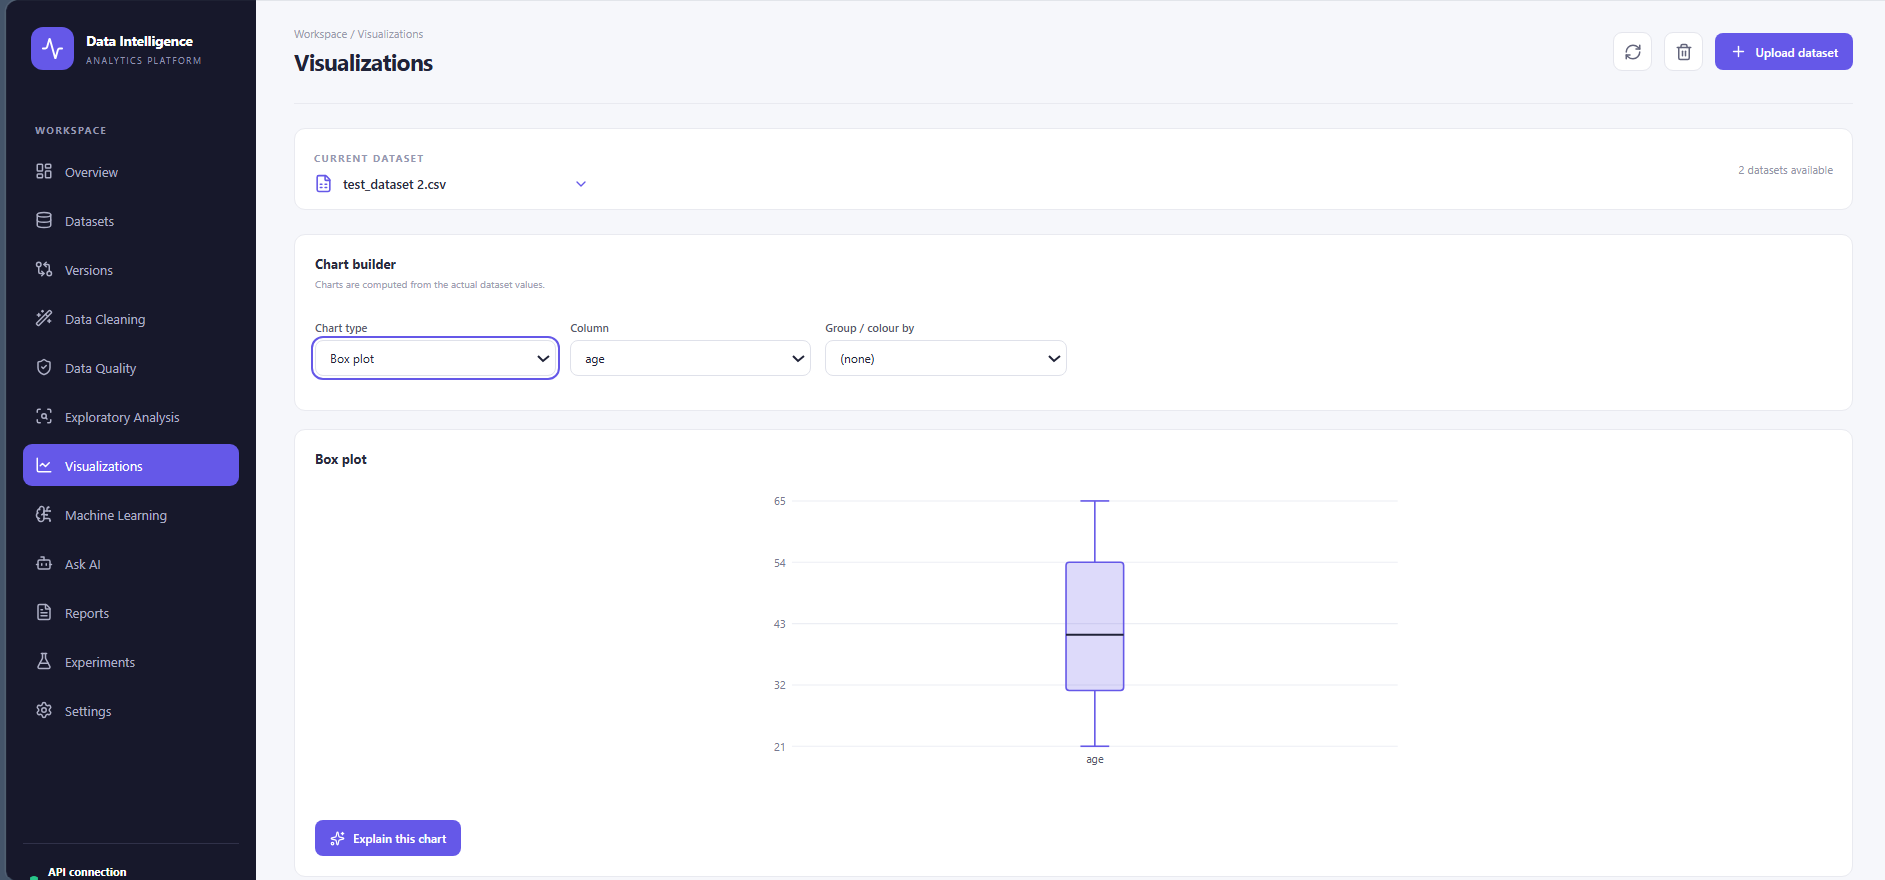 Data Intelligence
ANALYTICS PLATFORM
WORKSPACE
Overview
Datasets
Versions
Data Cleaning
Data Quality
Exploratory Analysis
Visualizations
Machine Learning
Ask AI
Reports
Experiments
Settings
API connection
Workspace / Visualizations
Visualizations
Upload dataset
CURRENT DATASET
test_dataset 2.csv
2 datasets available
Chart builder
Charts are computed from the actual dataset values.
Chart type
Column
Group / colour by
Box plot
age
(none)
Box plot
65
54
43
32
21
age
Explain this chart